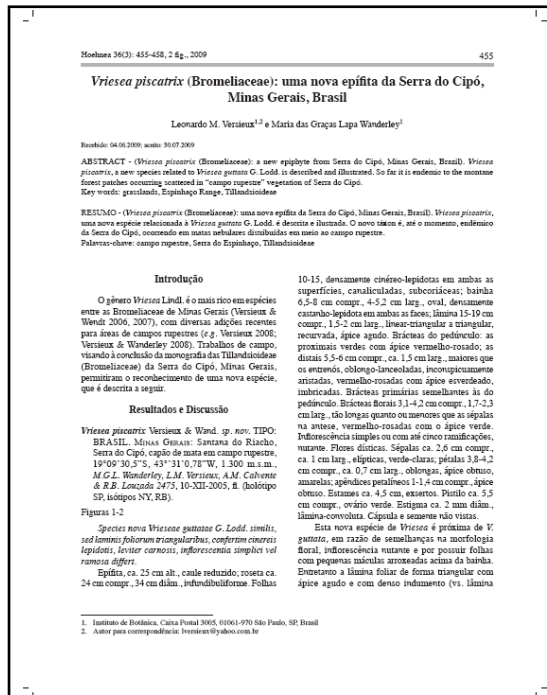 Hoehnea 36(3): 455-458, 2 fig., 2009
455
Vriesea piscatrix (Bromeliaceae): uma nova epífita da Serra do Cipó,
Minas Gerais, Brasil
Leonardo M. Versieux1,2 e Maria das Graças Lapa Wanderley1
Recebido: 04.06.2009; aceito: 30.07.2009
ABSTRACT - (Vriesea piscatrix (Bromeliaceae): a new epiphyte from Serra do Cipó, Minas Gerais, Brazil). Vriesea
piscatrix, a new species related to Vriesea guttata G. Lodd. is described and illustrated. So far it is endemic to the montane
forest patches occurring scattered in "campo rupestre" vegetation of Serra do Cipó.
Key words: grasslands, Espinhaço Range, Tillandsioideae
RESUMO - (Vriesea piscatrix (Bromeliaceae): uma nova epífita da Serra do Cipó, Minas Gerais, Brasil). Vriesea piscatrix,
uma nova espécie relacionada à Vriesea guttata G. Lodd. é descrita e ilustrada. O novo táxon é, até o momento, endêmico
da Serra do Cipó, ocorrendo em matas nebulares distribuídas em meio ao campo rupestre.
Palavras-chave: campo rupestre, Serra do Espinhaço, Tillandsioideae
Introdução
O gênero Vriesea Lindl. é o mais rico em espécies
entre as Bromeliaceae de Minas Gerais (Versieux &
Wendt 2006, 2007), com diversas adições recentes
para áreas de campos rupestres (e.g. Versieux 2008;
Versieux & Wanderley 2008). Trabalhos de campo,
visando à conclusão da monografia das Tillandsioideae
(Bromeliaceae) da Serra do Cipó, Minas Gerais,
permitiram o reconhecimento de uma nova espécie,
que é descrita a seguir.
Resultados e Discussão
Vriesea piscatrix Versieux & Wand. sp. nov. TIPO:
BRASIL. MINAS GERAIS: Santana do Riacho,
Serra do Cipó, capão de mata em campo rupestre,
19°09'30,5"S, 43°31'0,78"W, 1.300 m.s.m.,
M.G.L. Wanderley, L.M. Versieux, A.M. Calvente
& R.B. Louzada 2475, 10-XII-2005, fl. (holótipo
SP, isótipos NY, RB).
Figuras 1-2
Species nova Vrieseae guttatae G. Lodd. similis,
sed laminis foliorum triangularibus, confertim cinereis
lepidotis, leviter carnosis, inflorescentia simplici vel
ramosa differt.
Epífita, ca. 25 cm alt., caule reduzido; roseta ca.
24 cm compr., 34 cm diâm., infundibuliforme. Folhas
10-15, densamente cinéreo-lepidotas em ambas as
superfícies, canaliculadas, subcoriáceas; bainha
6,5-8 cm compr., 4-5,2 cm larg., oval, densamente
castanho-lepidota em ambas as faces; lâmina 15-19 cm
compr., 1,5-2 cm larg., linear-triangular a triangular,
recurvada, ápice agudo. Brácteas do pedúnculo: as
proximais verdes com ápice vermelho-rosado; as
distais 5,5-6 cm compr., ca. 1,5 cm larg., maiores que
os entrenós, oblongo-lanceoladas, inconspicuamente
aristadas, vermelho-rosadas com ápice esverdeado,
imbricadas. Brácteas primárias semelhantes às do
pedúnculo. Brácteas florais 3,1-4,2 cm compr., 1,7-2,3
cm larg., tão longas quanto ou menores que as sépalas
na antese, vermelho-rosadas com o ápice verde.
Inflorescência simples ou com até cinco ramificações,
nutante. Flores dísticas. Sépalas ca. 2,6 cm compr.,
ca. 1 cm larg., elípticas, verde-claras; pétalas 3,8-4,2
cm compr., ca. 0,7 cm larg., oblongas, ápice obtuso,
amarelas; apêndices petalíneos 1-1,4 cm compr., ápice
obtuso. Estames ca. 4,5 cm, exsertos. Pistilo ca. 5,5
cm compr., ovário verde. Estigma ca. 2 mm diâm.,
lâmina-convoluta. Cápsula e semente não vistas.
Esta nova espécie de Vriesea é próxima de V.
guttata, em razão de semelhanças na morfologia
floral, inflorescência nutante e por possuir folhas
com pequenas máculas arroxeadas acima da bainha.
Entretanto a lâmina foliar de forma triangular com
ápice agudo e com denso indumento (vs. lâmina
1. Instituto de Botânica, Caixa Postal 3005, 01061-970 São Paulo, SP, Brasil
2. Autor para correspondência: lversieux@yahoo.com.br